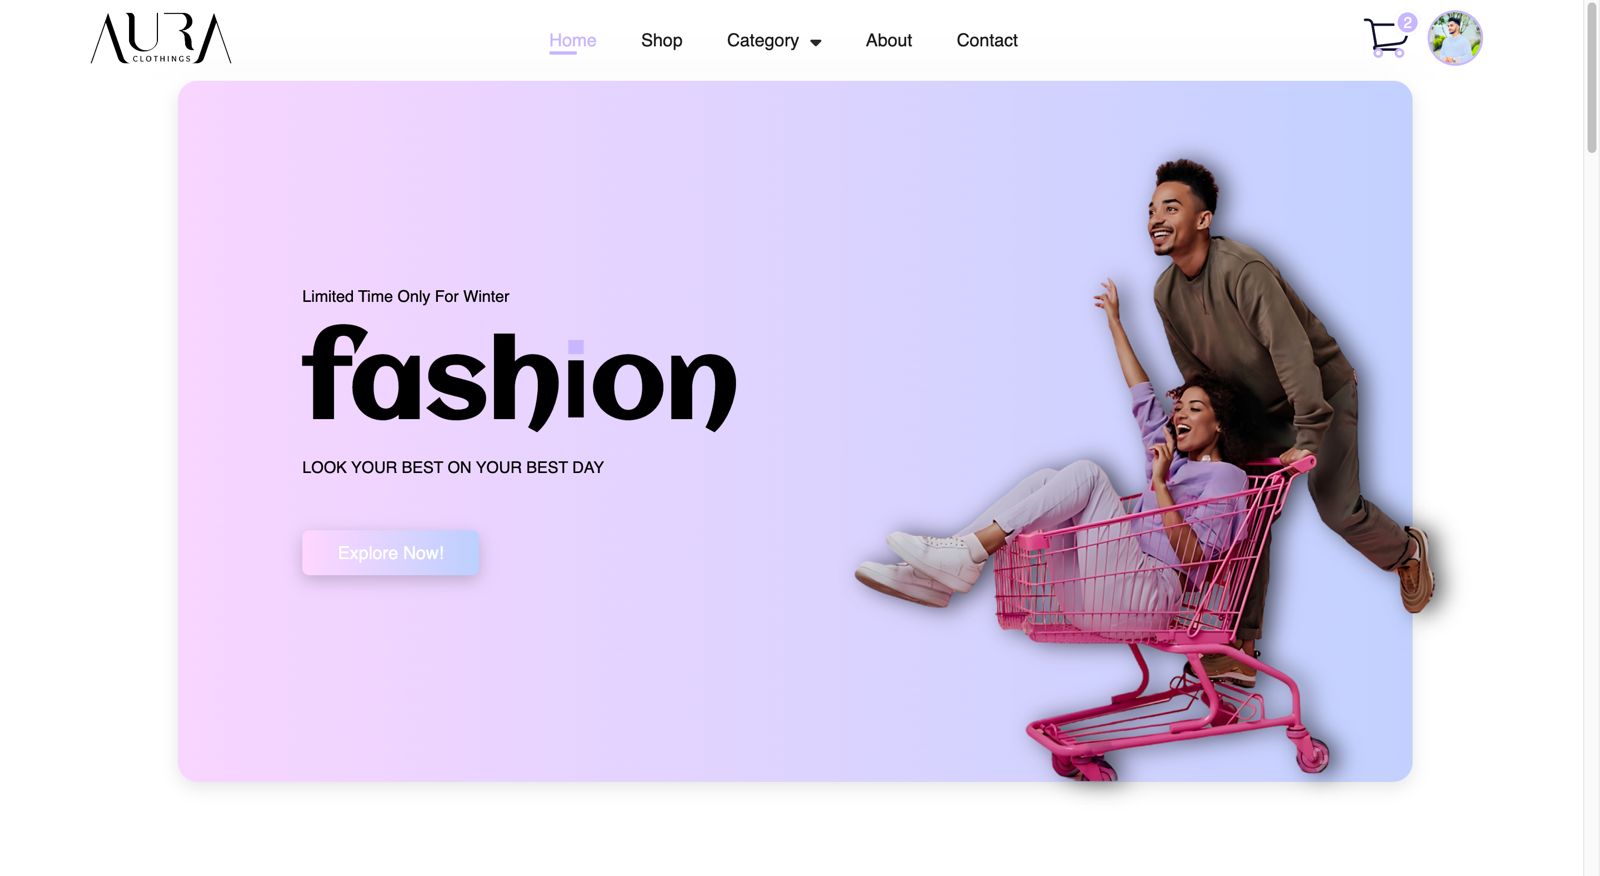 AURA
CLOTHINGS
Home Shop Category About Contact
2
Limited Time Only For Winter
fashion
LOOK YOUR BEST ON YOUR BEST DAY
Explore Now!